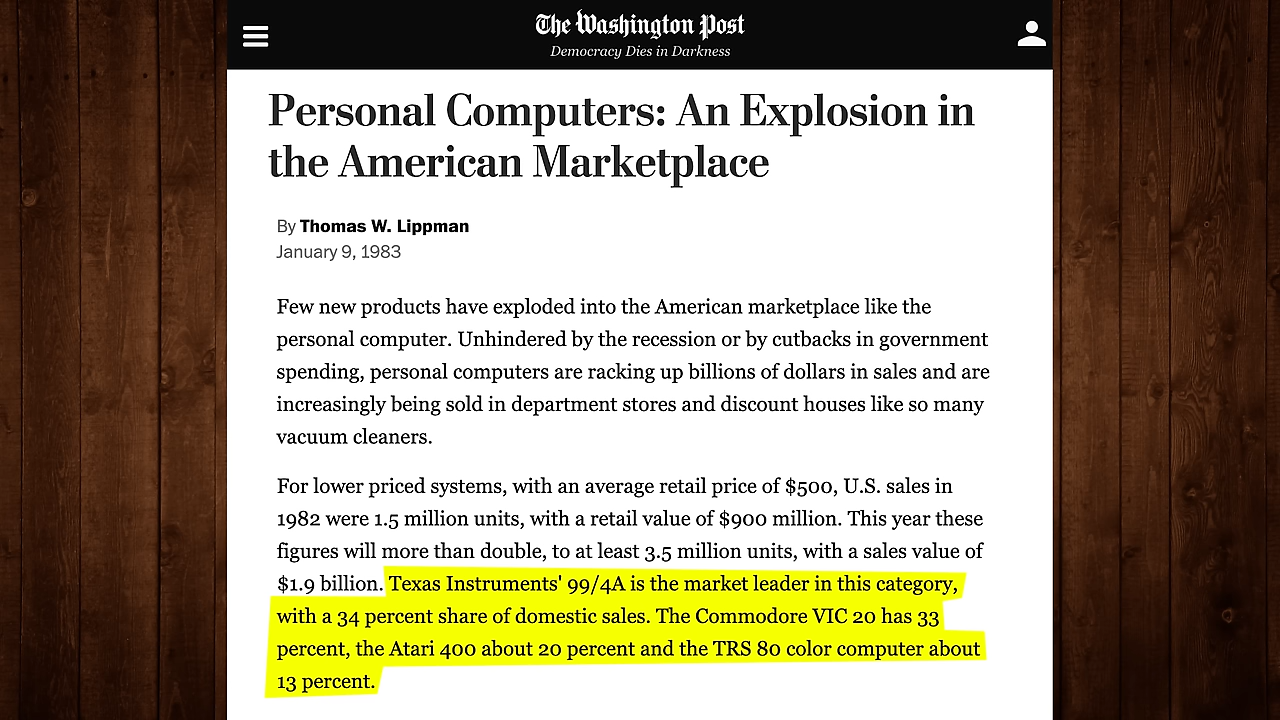 The Washington Post
Democracy Dies in Darkness
Personal Computers: An Explosion in
the American Marketplace
By Thomas W. Lippman
January 9, 1983
Few new products have exploded into the American marketplace like the
personal computer. Unhindered by the recession or by cutbacks in government
spending, personal computers are racking up billions of dollars in sales and are
increasingly being sold in department stores and discount houses like so many
vacuum cleaners.
For lower priced systems, with an average retail price of $500, U.S. sales in
1982 were 1.5 million units, with a retail value of $900 million. This year these
figures will more than double, to at least 3.5 million units, with a sales value of
$1.9 billion. Texas Instruments' 99/4A is the market leader in this category,
with a 34 percent share of domestic sales. The Commodore VIC 20 has 33
percent, the Atari 400 about 20 percent and the TRS 80 color computer about
13 percent.